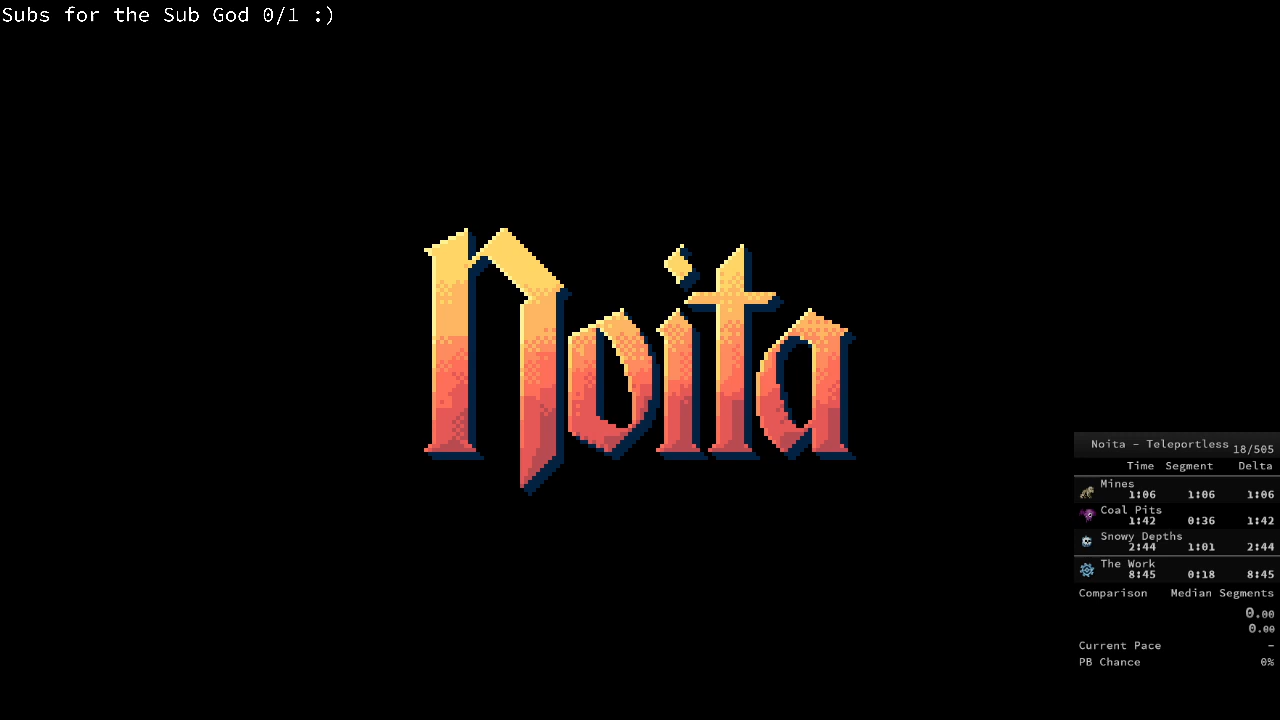 Subs for the Sub God 0/1 :)
Noita
Noita - Teleportless 18/505
Time Segment Delta
Mines
1:06 1:06 1:06
Coal Pits
1:42 0:36 1:42
Snowy Depths
2:44 1:01 2:44
The Work
8:45 0:18 8:45
Comparison Median Segments
0.00
0.00
Current Pace -
PB Chance 0%